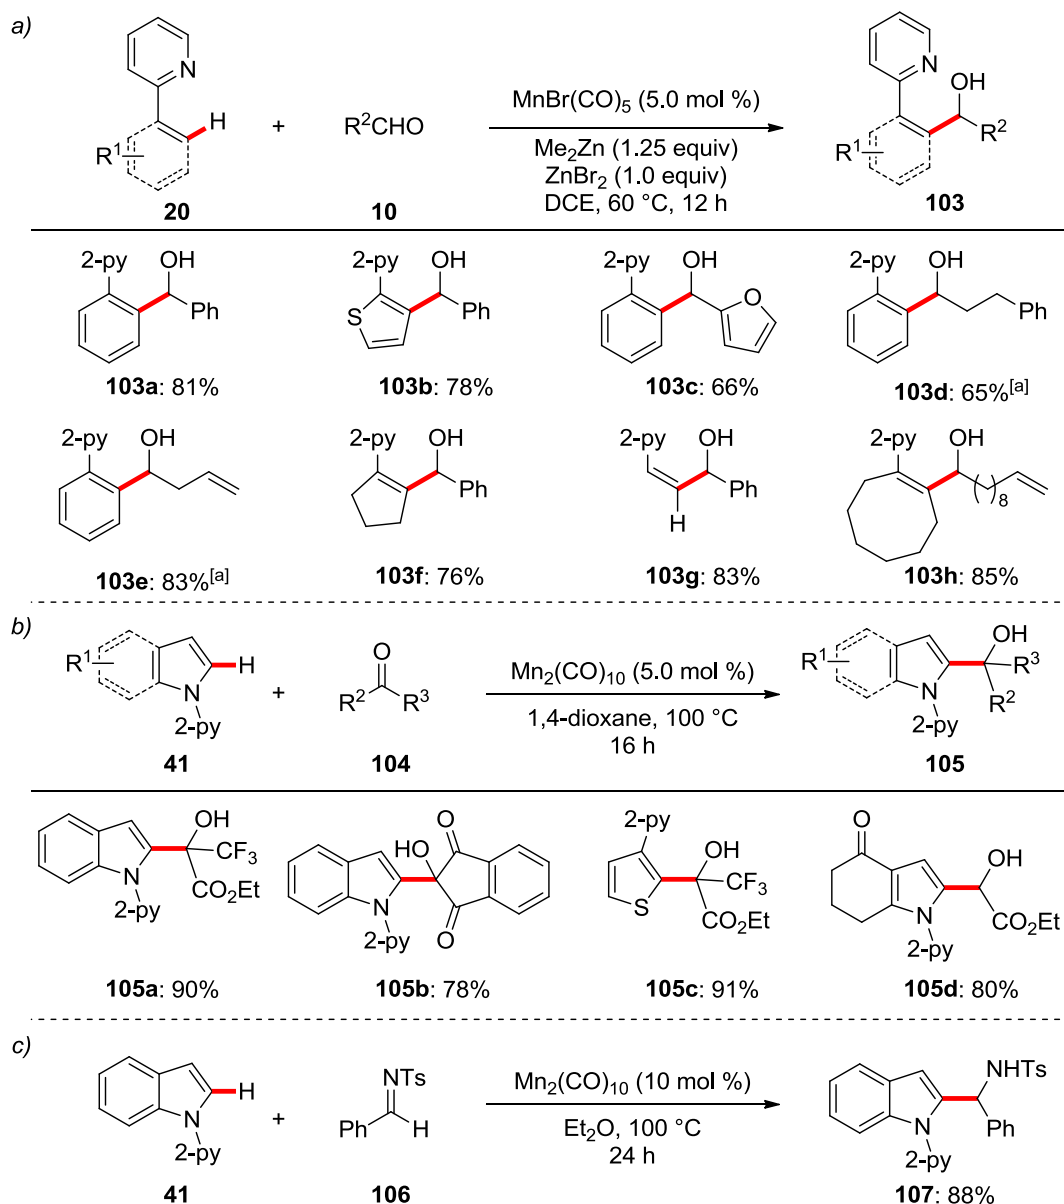 a)
N
H
R¹
20
+
R²CHO
10
MnBr(CO)₅ (5.0 mol %)
Me₂Zn (1.25 equiv)
ZnBr₂ (1.0 equiv)
DCE, 60 °C, 12 h
N
OH
R²
R¹
103
2-py OH
Ph
103a: 81%
2-py OH
S
Ph
103b: 78%
2-py OH
O
103c: 66%
2-py OH
Ph
103d: 65%[a]
2-py OH
103e: 83%[a]
2-py OH
Ph
103f: 76%
2-py OH
Ph
H
103g: 83%
2-py OH
8
103h: 85%
b)
R¹
H
N
2-py
41
+
O
R² R³
104
Mn₂(CO)₁₀ (5.0 mol %)
1,4-dioxane, 100 °C
16 h
R¹
OH
R³
N
R²
2-py
105
OH
CF₃
N
CO₂Et
2-py
105a: 90%
O
HO
N
2-py
O
105b: 78%
2-py
OH
CF₃
S
CO₂Et
105c: 91%
O
OH
N
CO₂Et
2-py
105d: 80%
c)
H
N
2-py
41
+
NTs
Ph H
106
Mn₂(CO)₁₀ (10 mol %)
Et₂O, 100 °C
24 h
NHTs
N
Ph
2-py
107: 88%